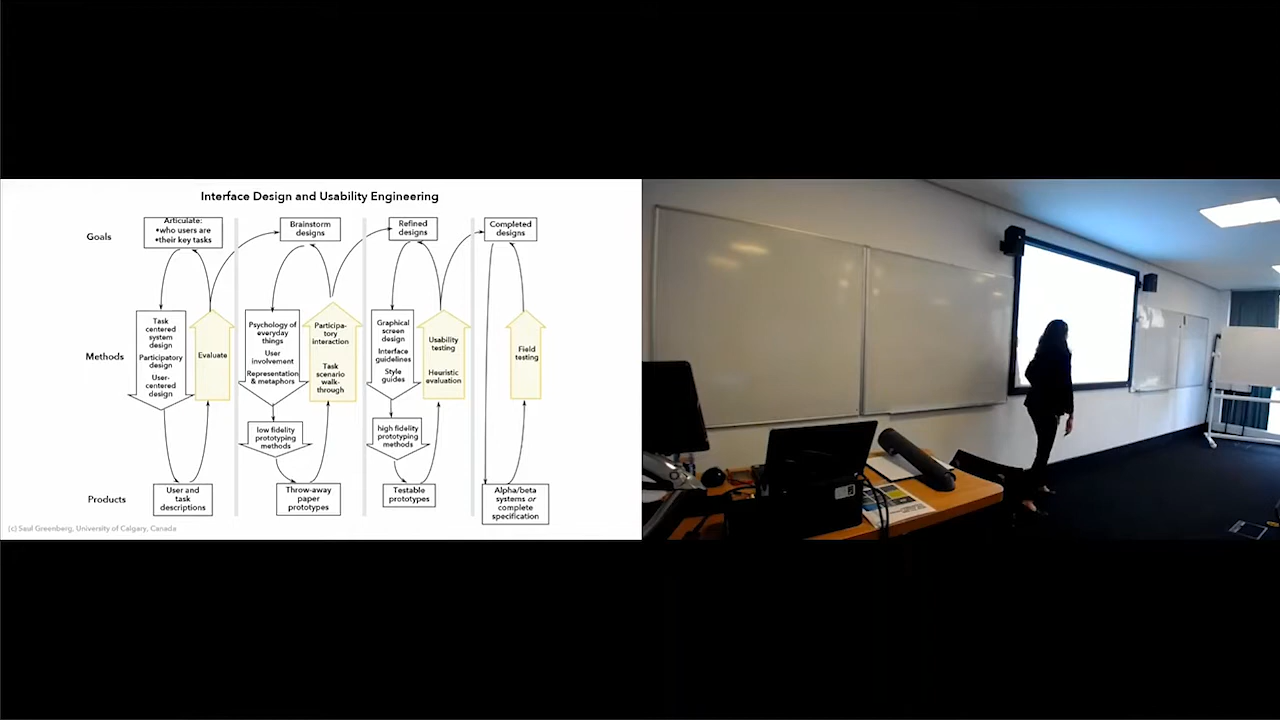 Interface Design and Usability Engineering
Goals
Articulate:
•who users are
•their key tasks
Brainstorm
designs
Refined
designs
Completed
designs
Methods
Task
centered
system
design
Participatory
design
User-
centered
design
Evaluate
Psychology of
everyday
things
User
involvement
Representation
& metaphors
Participa-
tory
interaction
Task
scenario
walk-
through
Graphical
screen
design
Interface
guidelines
Style
guides
Usability
testing
Heuristic
evaluation
Field
testing
low fidelity
prototyping
methods
high fidelity
prototyping
methods
Products
User and
task
descriptions
Throw-away
paper
prototypes
Testable
prototypes
Alpha/beta
systems or
complete
specification
(c) Saul Greenberg, University of Calgary, Canada